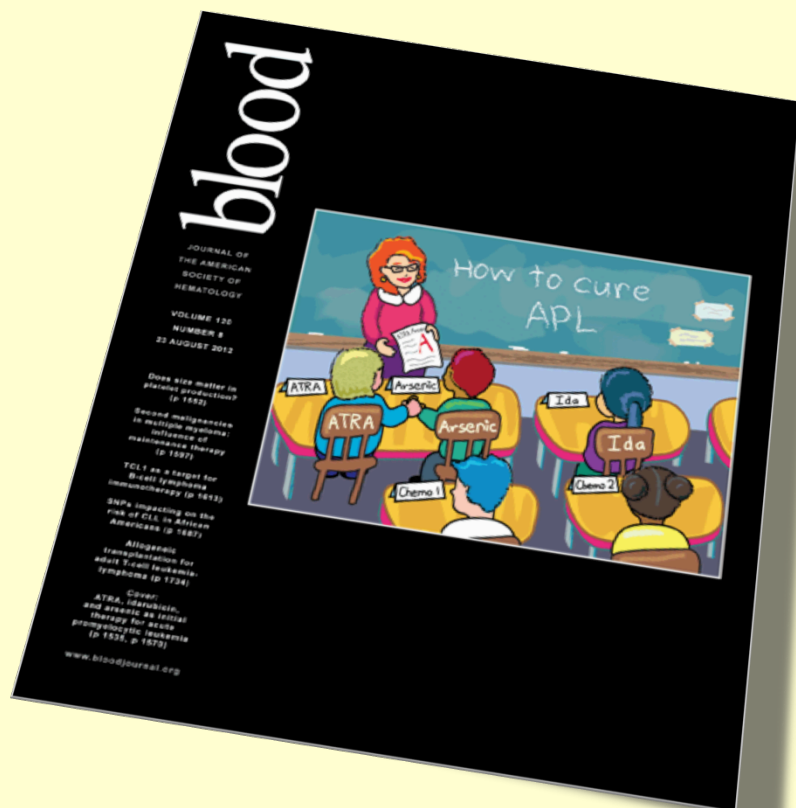 blood
JOURNAL OF
THE AMERICAN
SOCIETY OF
HEMATOLOGY
VOLUME 120
NUMBER 8
23 AUGUST 2012
Does size matter in
platelet production?
(p 1552)
Second malignancies
in multiple myeloma:
influence of
maintenance therapy
(p 1597)
TCL1 as a target for
B-cell lymphoma
immunotherapy (p 1613)
SNPs impacting on the
risk of CLL in African
Americans (p 1687)
Allogeneic
transplantation for
adult T-cell leukemia-
lymphoma (p 1734)
Cover:
ATRA, idarubicin,
and arsenic as initial
therapy for acute
promyelocytic leukemia
(p 1535, p 1570)
www.bloodjournal.org
How to cure
APL
A
ATRA
Arsenic
Ida
ATRA
Arsenic
Ida
Chemo 1
Chemo 2